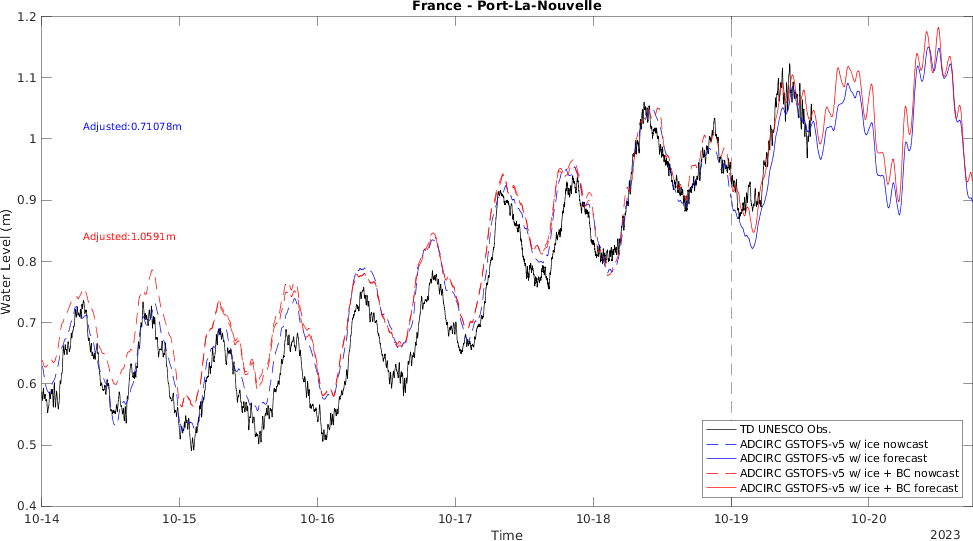 France - Port-La-Nouvelle
1.2
1.1
1
0.9
0.8
0.7
0.6
0.5
0.4
Water Level (m)
Adjusted:0.71078m
Adjusted:1.0591m
TD UNESCO Obs.
ADCIRC GSTOFS-v5 w/ ice nowcast
ADCIRC GSTOFS-v5 w/ ice forecast
ADCIRC GSTOFS-v5 w/ ice + BC nowcast
ADCIRC GSTOFS-v5 w/ ice + BC forecast
10-14 10-15 10-16 10-17 10-18 10-19 10-20
Time
2023